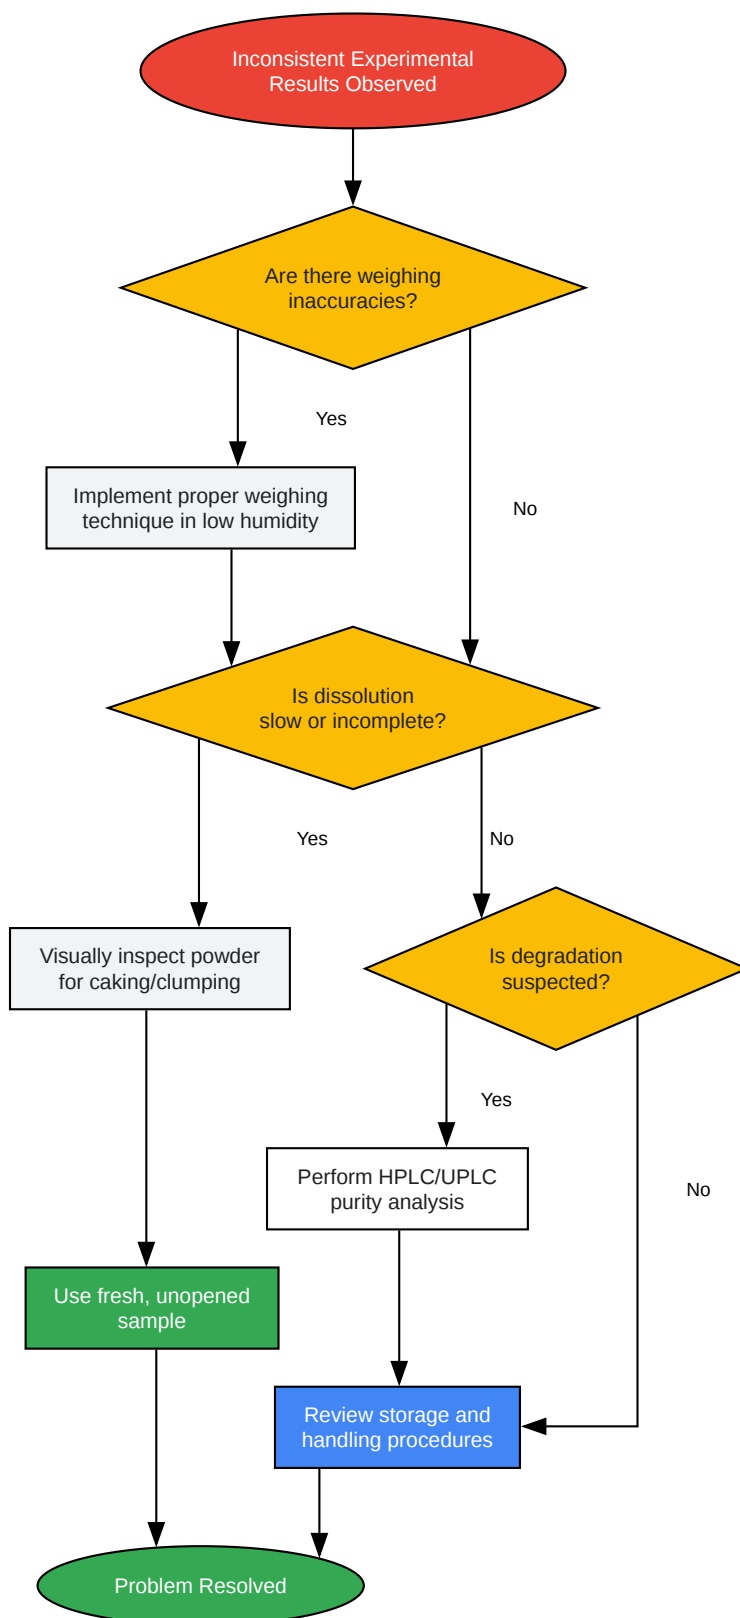 Inconsistent Experimental
Results Observed
Are there weighing
inaccuracies?
Yes
Implement proper weighing
technique in low humidity
No
Is dissolution
slow or incomplete?
Yes
No
Visually inspect powder
for caking/clumping
Is degradation
suspected?
Yes
Perform HPLC/UPLC
purity analysis
No
Use fresh, unopened
sample
Review storage and
handling procedures
Problem Resolved